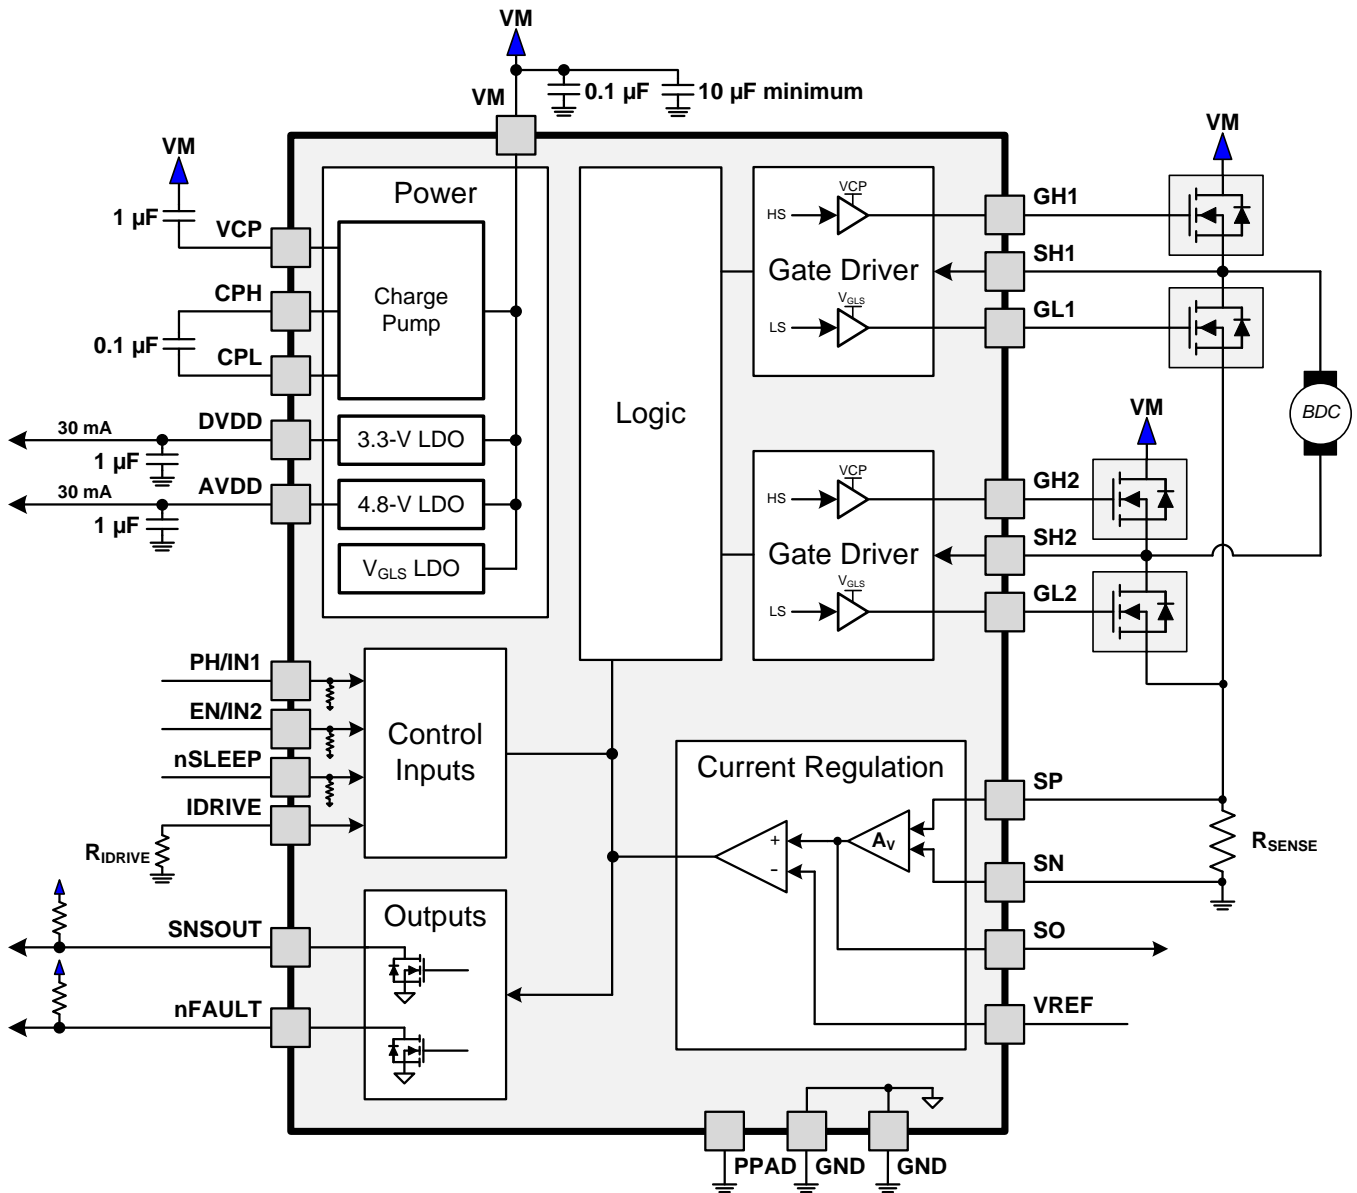 VM
VM
0.1 µF
10 µF minimum
VM
1 µF
VCP
CPH
0.1 µF
CPL
30 mA
DVDD
1 µF
30 mA
AVDD
1 µF
Power
Charge
Pump
3.3-V LDO
4.8-V LDO
VGLS LDO
Logic
VCP
HS
Gate Driver
VGLS
LS
VCP
HS
Gate Driver
VGLS
LS
GH1
SH1
GL1
VM
BDC
VM
GH2
SH2
GL2
PH/IN1
EN/IN2
nSLEEP
IDRIVE
RIDRIVE
Control
Inputs
SNSOUT
nFAULT
Outputs
Current Regulation
+
-
AV
SP
SN
RSENSE
SO
VREF
PPAD
GND
GND